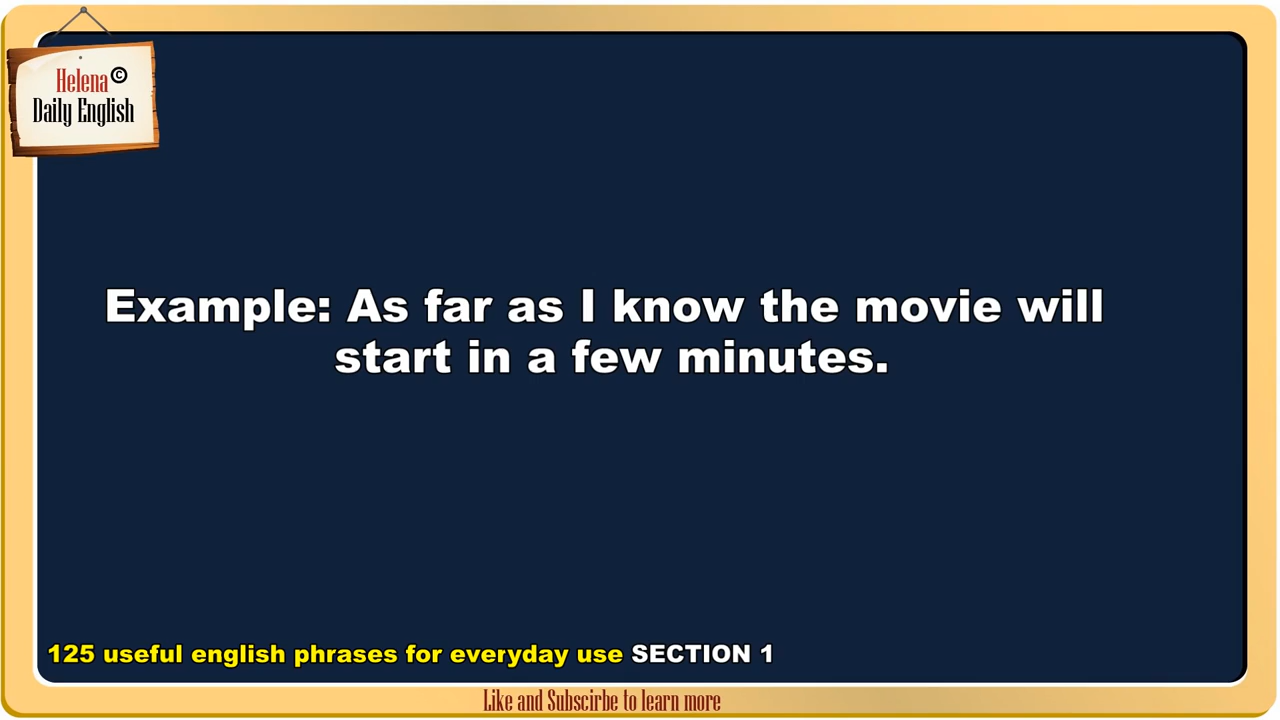 Helena©
Daily English
Example: As far as I know the movie will
start in a few minutes.
125 useful english phrases for everyday use SECTION 1
Like and Subscirbe to learn more